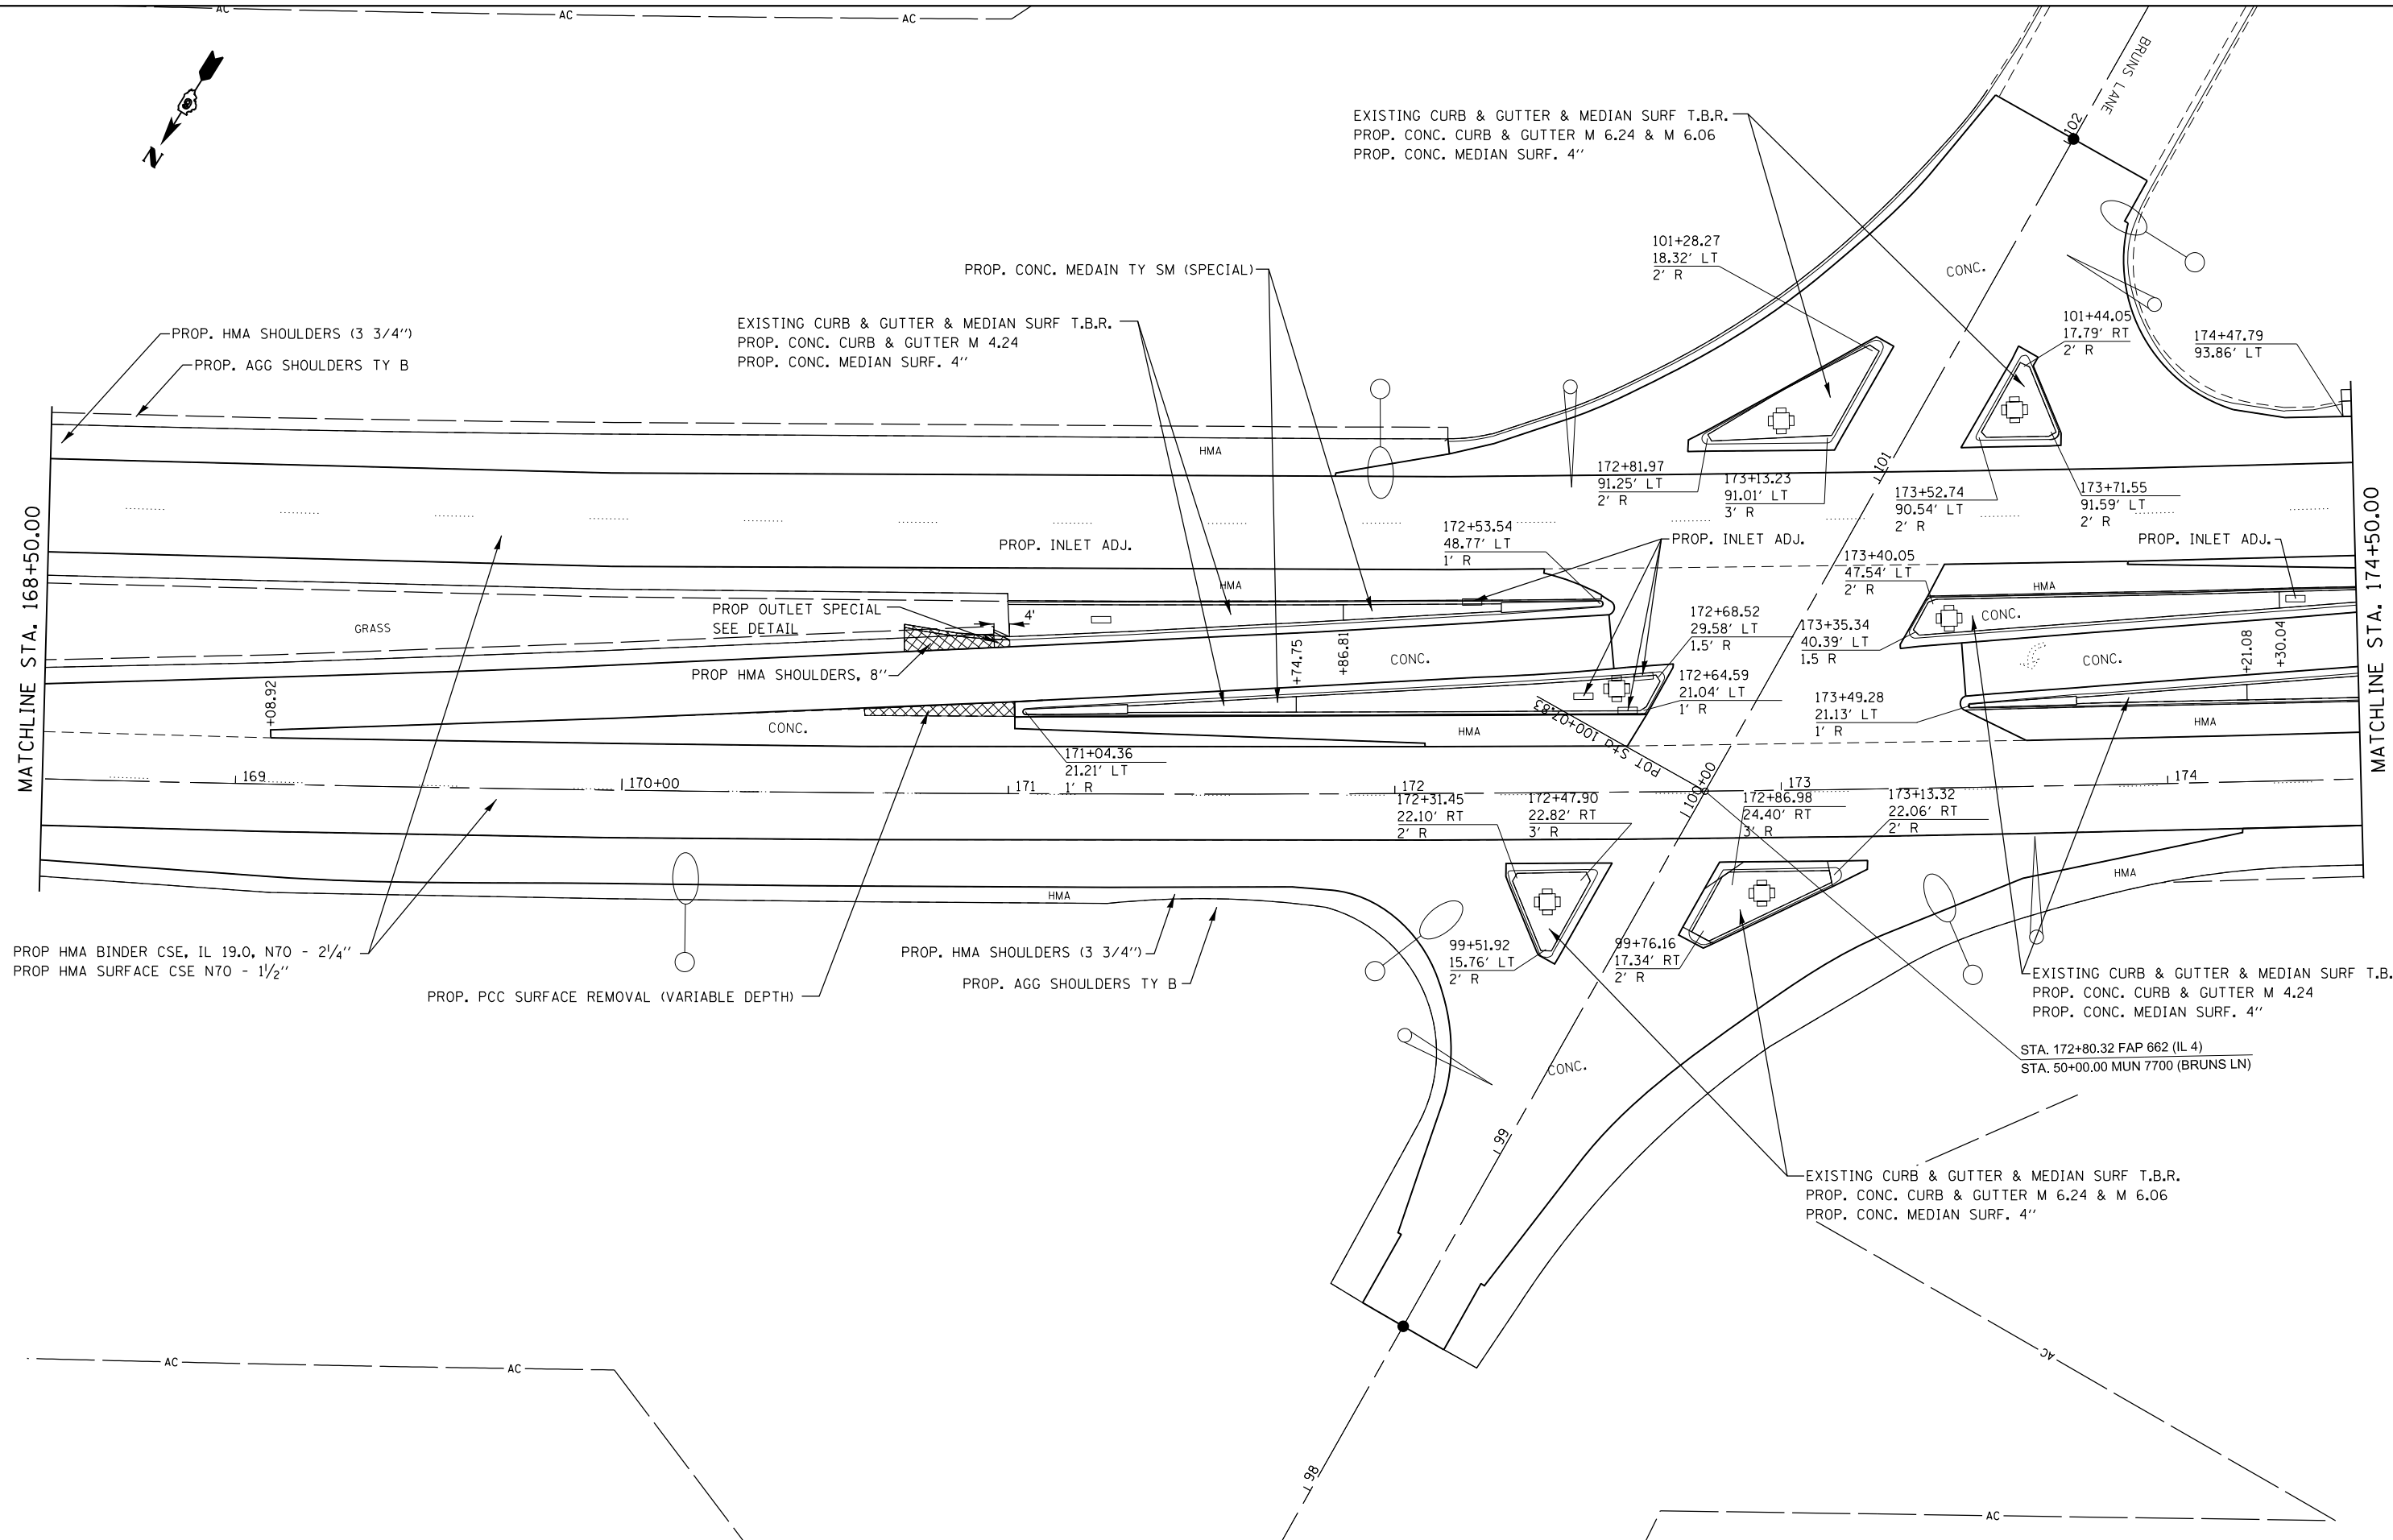 AC
AC
AC
N
BRUNS LANE
102
EXISTING CURB & GUTTER & MEDIAN SURF T.B.R.
PROP. CONC. CURB & GUTTER M 6.24 & M 6.06
PROP. CONC. MEDIAN SURF. 4''
101+28.27
18.32' LT
2' R
CONC.
PROP. CONC. MEDAIN TY SM (SPECIAL)
EXISTING CURB & GUTTER & MEDIAN SURF T.B.R.
PROP. CONC. CURB & GUTTER M 4.24
PROP. CONC. MEDIAN SURF. 4''
PROP. HMA SHOULDERS (3 3/4'')
PROP. AGG SHOULDERS TY B
101+44.05
17.79' RT
2' R
174+47.79
93.86' LT
HMA
172+81.97
91.25' LT
2' R
173+13.23
91.01' LT
3' R
101
173+52.74
90.54' LT
2' R
173+71.55
91.59' LT
2' R
MATCHLINE STA. 168+50.00
MATCHLINE STA. 174+50.00
PROP. INLET ADJ.
172+53.54
48.77' LT
1' R
PROP. INLET ADJ.
173+40.05
47.54' LT
2' R
PROP. INLET ADJ.
HMA
HMA
PROP OUTLET SPECIAL
SEE DETAIL
4'
GRASS
172+68.52
29.58' LT
1.5' R
173+35.34
40.39' LT
1.5 R
CONC.
PROP HMA SHOULDERS, 8''
+74.75
+86.81
CONC.
172+64.59
21.04' LT
1' R
CONC.
+21.08
+30.04
173+49.28
21.13' LT
1' R
+08.92
CONC.
HMA
HMA
POT Sta 100+07.83
171+04.36
21.21' LT
1' R
169
170+00
171
172
100+00
173
174
172+31.45
22.10' RT
2' R
172+47.90
22.82' RT
3' R
172+86.98
24.40' RT
3' R
173+13.32
22.06' RT
2' R
HMA
HMA
PROP HMA BINDER CSE, IL 19.0, N70 - 2 1/4''
PROP HMA SURFACE CSE N70 - 1 1/2''
PROP. HMA SHOULDERS (3 3/4'')
PROP. AGG SHOULDERS TY B
PROP. PCC SURFACE REMOVAL (VARIABLE DEPTH)
99+51.92
15.76' LT
2' R
99+76.16
17.34' RT
2' R
EXISTING CURB & GUTTER & MEDIAN SURF T.B.
PROP. CONC. CURB & GUTTER M 4.24
PROP. CONC. MEDIAN SURF. 4''
STA. 172+80.32 FAP 662 (IL 4)
STA. 50+00.00 MUN 7700 (BRUNS LN)
CONC.
99
EXISTING CURB & GUTTER & MEDIAN SURF T.B.R.
PROP. CONC. CURB & GUTTER M 6.24 & M 6.06
PROP. CONC. MEDIAN SURF. 4''
AC
AC
AC
98
AC